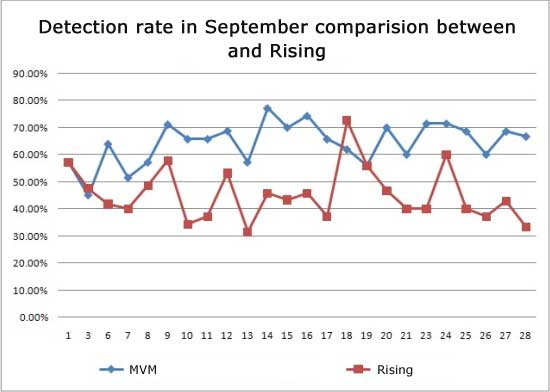 Detection rate in September comparision between
and Rising
90.00%
80.00%
70.00%
60.00%
50.00%
40.00%
30.00%
20.00%
10.00%
0.00%
1 3 6 7 8 9 10 11 12 13 14 15 16 17 18 19 20 21 23 24 25 26 27 28
MVM Rising